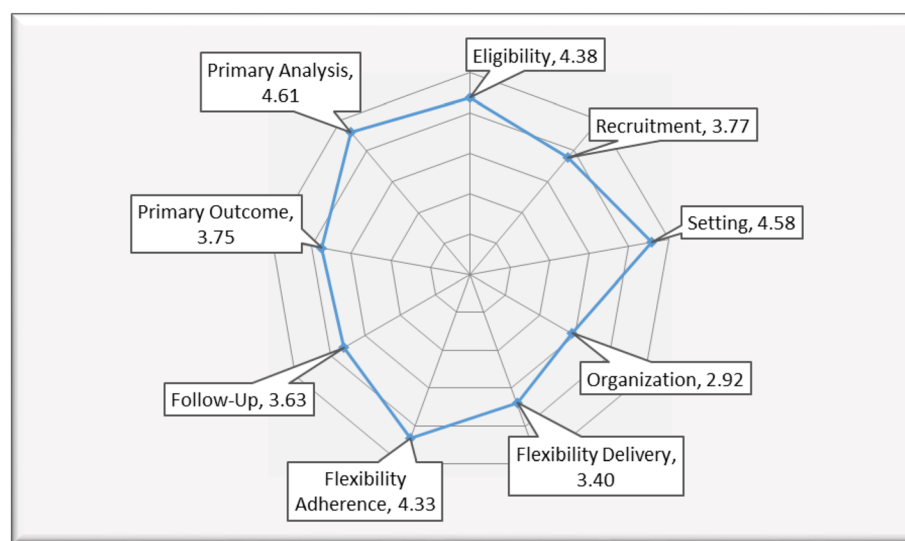 Eligibility, 4.38
Recruitment, 3.77
Setting, 4.58
Organization, 2.92
Flexibility Delivery,
3.40
Flexibility
Adherence, 4.33
Follow-Up, 3.63
Primary Outcome,
3.75
Primary Analysis,
4.61